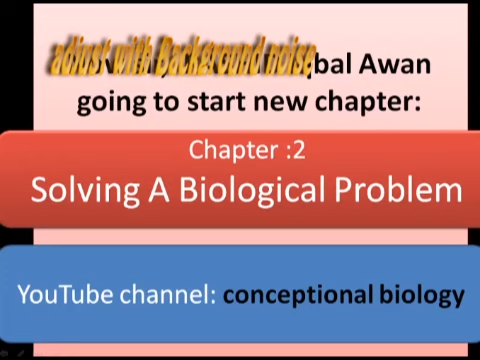 adjust with Background noise
qbal Awan
going to start new chapter:
Chapter :2
Solving A Biological Problem
YouTube channel: conceptional biology